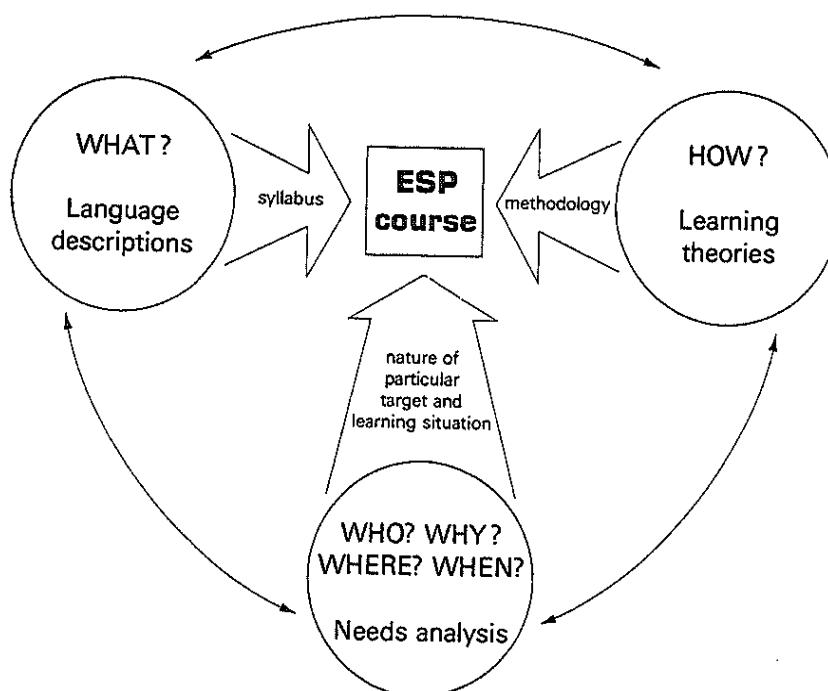 WHAT?
Language
descriptions
syllabus
ESP
course
methodology
HOW?
Learning
theories
nature of
particular
target and
learning situation
WHO? WHY?
WHERE? WHEN?
Needs analysis